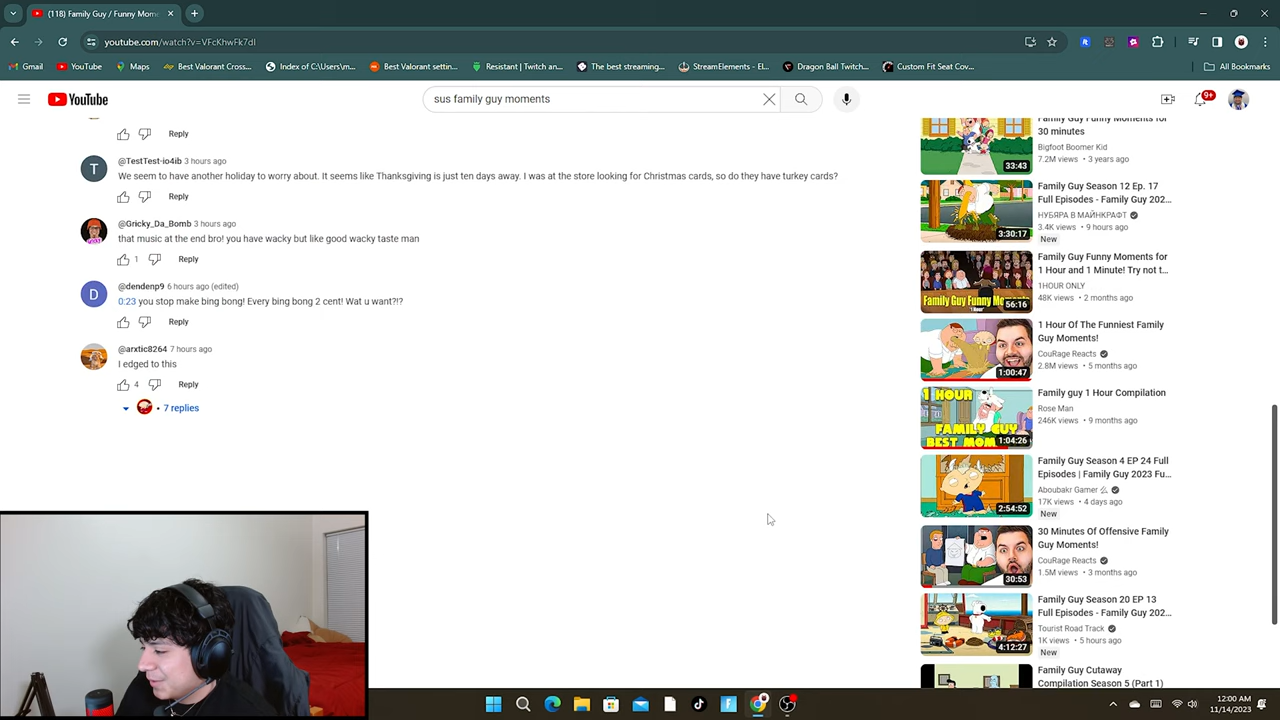 (118) Family Guy / Funny Mom
youtube.com/watch?v=VFcKhwFk7dI
Gmail YouTube Maps Best Valorant Cross... Index of C:\Users\m... Best Valorant settin... Assistant | Twitch an... The best streaming... StreamElements - D... Dragon Ball Twitch... Custom Fit Seat Cov... All Bookmarks
YouTube
sus family guy moments
9+
Reply
@TestTest-io4ib 3 hours ago
We seem to have another holiday to worry about. It seems like Thanksgiving is just ten days away. I was at the store looking for Christmas cards, so do they have turkey cards?
Reply
@Gricky_Da_Bomb 3 hours ago
that music at the end bro! you have wacky but like good wacky taste man
1 Reply
@dendenp9 6 hours ago (edited)
0:23 you stop make bing bong! Every bing bong 2 cent! Wat u want?!?
Reply
@arxtic8264 7 hours ago
I edged to this
4 Reply
• 7 replies
Family Guy Funny Moments for
30 minutes
Bigfoot Boomer Kid
7.2M views • 3 years ago
33:43
Family Guy Season 12 Ep. 17
Full Episodes - Family Guy 202...
НУБЯРА В МАЙНКРАФТ
3.4K views • 9 hours ago
New
3:30:17
Family Guy Funny Moments for
1 Hour and 1 Minute! Try not t...
1HOUR ONLY
48K views • 2 months ago
Family Guy Funny Mo
56:16
1 Hour Of The Funniest Family
Guy Moments!
CouRage Reacts
2.8M views • 5 months ago
1:00:47
Family guy 1 Hour Compilation
Rose Man
246K views • 9 months ago
1 HOUR
FAMILY GUY
BEST MOM
1:04:26
Family Guy Season 4 EP 24 Full
Episodes | Family Guy 2023 Fu...
Aboubakr Gamer 么
17K views • 4 days ago
New
2:54:52
30 Minutes Of Offensive Family
Guy Moments!
CouRage Reacts
1.5M views • 3 months ago
30:53
Family Guy Season 20 EP 13
Full Episodes - Family Guy 202...
Tourist Road Track
1K views • 5 hours ago
New
4:12:27
Family Guy Cutaway
Compilation Season 5 (Part 1)
12:00 AM
11/14/2023